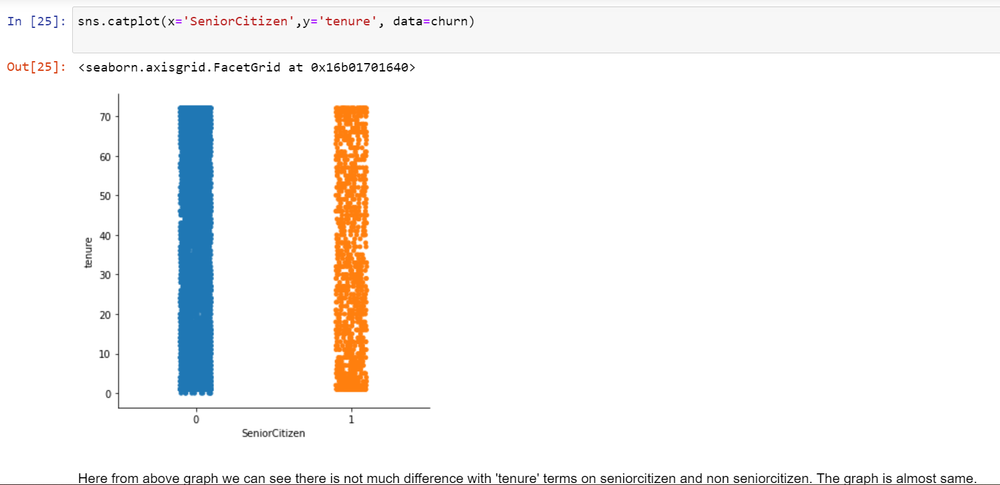 In [25]: sns.catplot(x='SeniorCitizen',y='tenure', data=churn)
Out[25]: <seaborn.axisgrid.FacetGrid at 0x16b01701640>
70
60
50
40
30
20
10
0
tenure
0 1
SeniorCitizen
Here from above graph we can see there is not much difference with 'tenure' terms on seniorcitizen and non seniorcitizen. The graph is almost same.